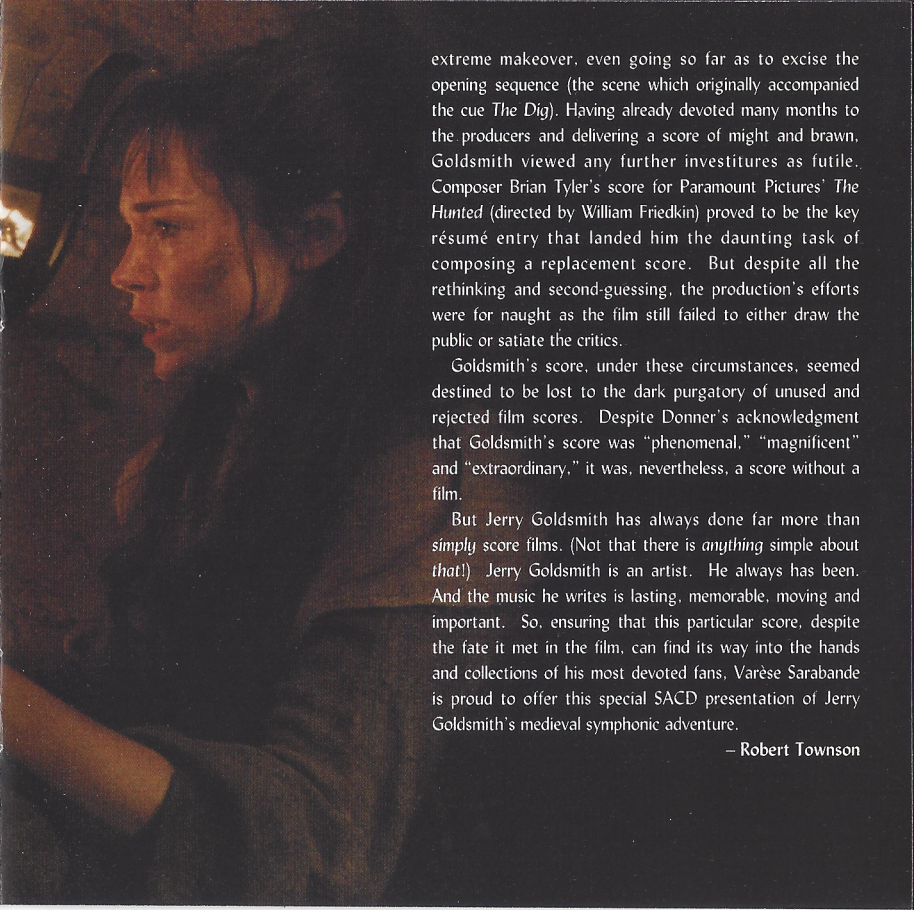 extreme makeover, even going so far as to excise the
opening sequence (the scene which originally accompanied
the cue The Dig). Having already devoted many months to
the producers and delivering a score of might and brawn,
Goldsmith viewed any further investitures as futile.
Composer Brian Tyler's score for Paramount Pictures' The
Hunted (directed by William Friedkin) proved to be the key
résumé entry that landed him the daunting task of
composing a replacement score. But despite all the
rethinking and second-guessing, the production's efforts
were for naught as the film still failed to either draw the
public or satiate the critics.
Goldsmith's score, under these circumstances, seemed
destined to be lost to the dark purgatory of unused and
rejected film scores. Despite Donner's acknowledgment
that Goldsmith's score was “phenomenal,” “magnificent”
and “extraordinary,” it was, nevertheless, a score without a
film.
But Jerry Goldsmith has always done far more than
simply score films. (Not that there is anything simple about
that!) Jerry Goldsmith is an artist. He always has been.
And the music he writes is lasting, memorable, moving and
important. So, ensuring that this particular score, despite
the fate it met in the film, can find its way into the hands
and collections of his most devoted fans, Varèse Sarabande
is proud to offer this special SACD presentation of Jerry
Goldsmith's medieval symphonic adventure.
– Robert Townson